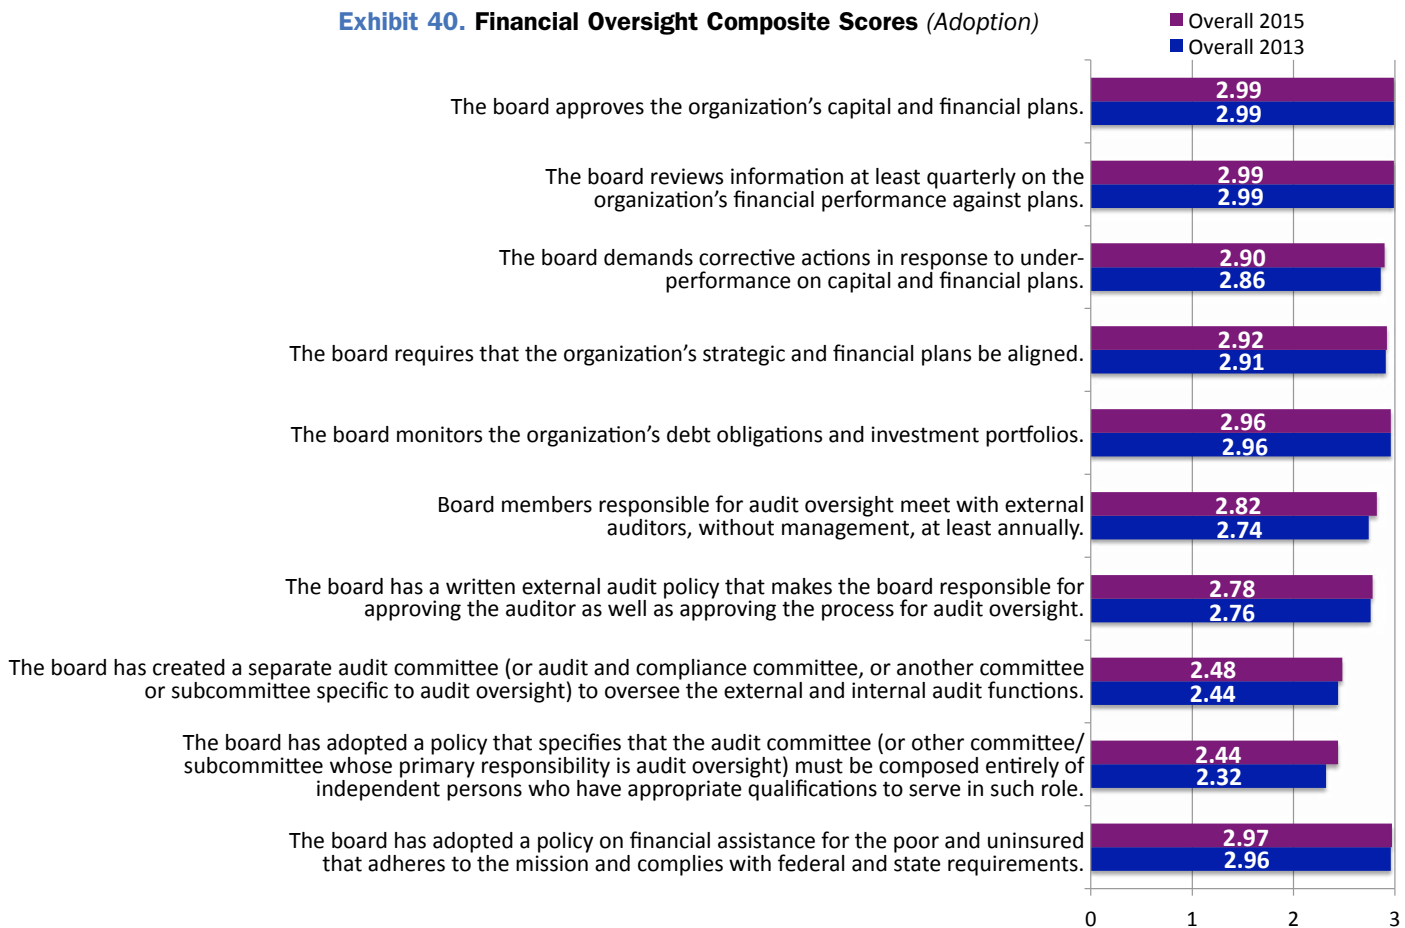 Exhibit 40. Financial Oversight Composite Scores (Adoption)
Overall 2015
Overall 2013
The board approves the organization's capital and financial plans.
2.99
2.99
The board reviews information at least quarterly on the
organization's financial performance against plans.
2.99
2.99
The board demands corrective actions in response to under-
performance on capital and financial plans.
2.90
2.86
The board requires that the organization's strategic and financial plans be aligned.
2.92
2.91
The board monitors the organization's debt obligations and investment portfolios.
2.96
2.96
Board members responsible for audit oversight meet with external
auditors, without management, at least annually.
2.82
2.74
The board has a written external audit policy that makes the board responsible for
approving the auditor as well as approving the process for audit oversight.
2.78
2.76
The board has created a separate audit committee (or audit and compliance committee, or another committee
or subcommittee specific to audit oversight) to oversee the external and internal audit functions.
2.48
2.44
The board has adopted a policy that specifies that the audit committee (or other committee/
subcommittee whose primary responsibility is audit oversight) must be composed entirely of
independent persons who have appropriate qualifications to serve in such role.
2.44
2.32
The board has adopted a policy on financial assistance for the poor and uninsured
that adheres to the mission and complies with federal and state requirements.
2.97
2.96
0 1 2 3